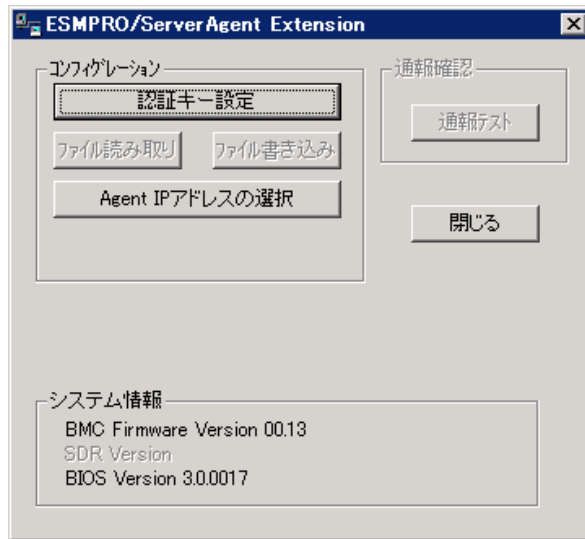 ESMPRO/ServerAgent Extension
コンフィグレーション
認証キー設定
ファイル読み取り
ファイル書き込み
Agent IPアドレスの選択
通報確認
通報テスト
閉じる
システム情報
BMC Firmware Version 00.13
SDR Version
BIOS Version 3.0.0017